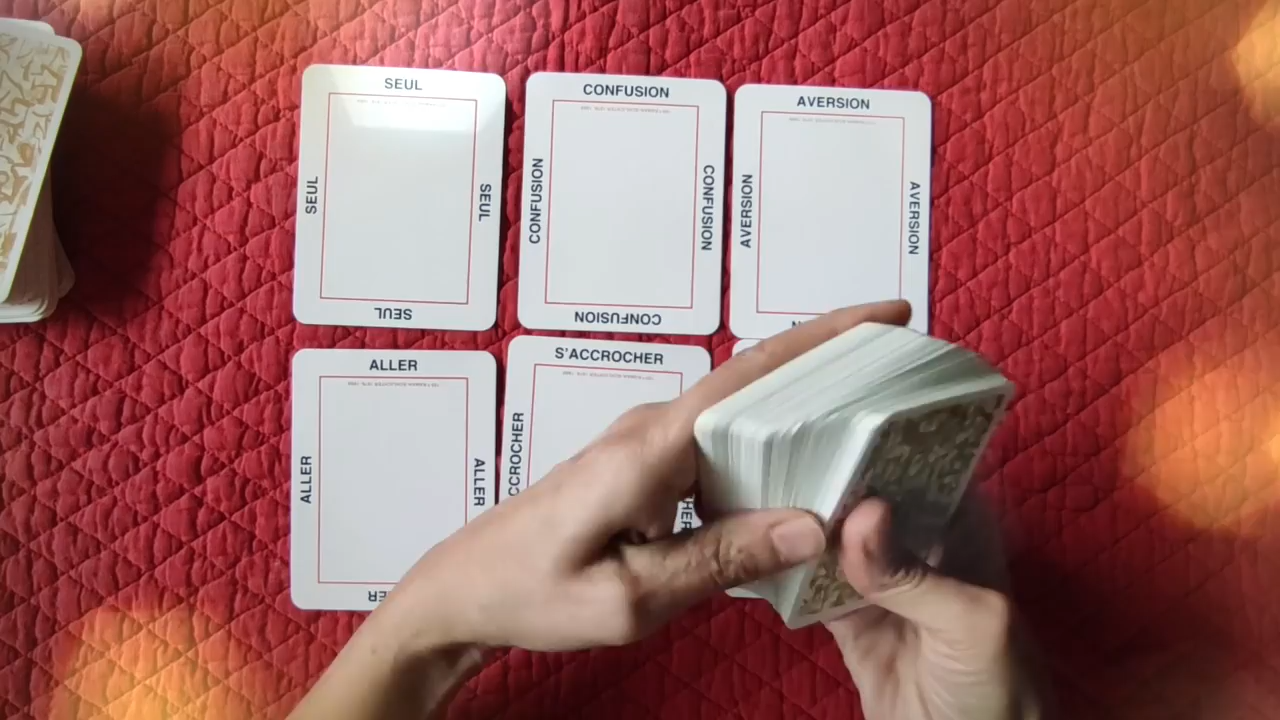 SEUL
SEUL
SEUL
SEUL
CONFUSION
CONFUSION
CONFUSION
CONFUSION
AVERSION
AVERSION
AVERSION
ALLER
ALLER
ALLER
S'ACCROCHER